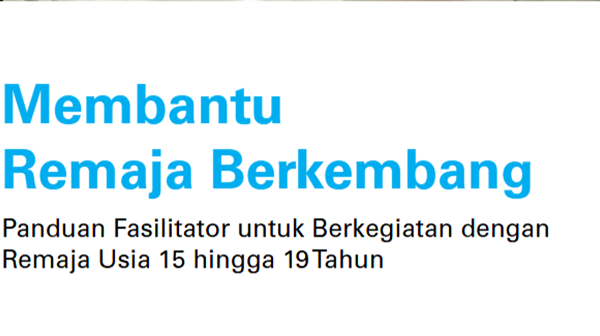 Membantu
Remaja Berkembang
Panduan Fasilitator untuk Berkegiatan dengan
Remaja Usia 15 hingga 19 Tahun